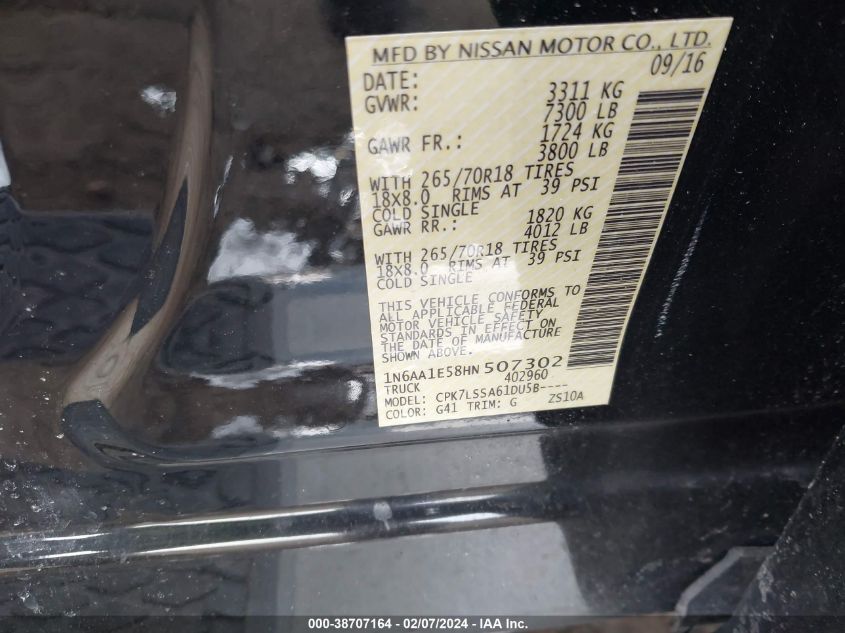 MFD BY NISSAN MOTOR CO., LTD.
DATE: 09/16
GVWR: 3311 KG
7300 LB
GAWR FR.: 1724 KG
3800 LB
WITH 265/70R18 TIRES
18X8.0 RIMS AT 39 PSI
COLD SINGLE
GAWR RR.: 1820 KG
4012 LB
WITH 265/70R18 TIRES
18X8.0 RIMS AT 39 PSI
COLD SINGLE
THIS VEHICLE CONFORMS TO
ALL APPLICABLE FEDERAL
MOTOR VEHICLE SAFETY
STANDARDS IN EFFECT ON
THE DATE OF MANUFACTURE
SHOWN ABOVE.
1N6AA1E58HN507302
TRUCK 402960
MODEL: CPK7LSSA61DU5B----
COLOR: G41 TRIM: G ZS10A
000-38707164 - 02/07/2024 - IAA Inc.